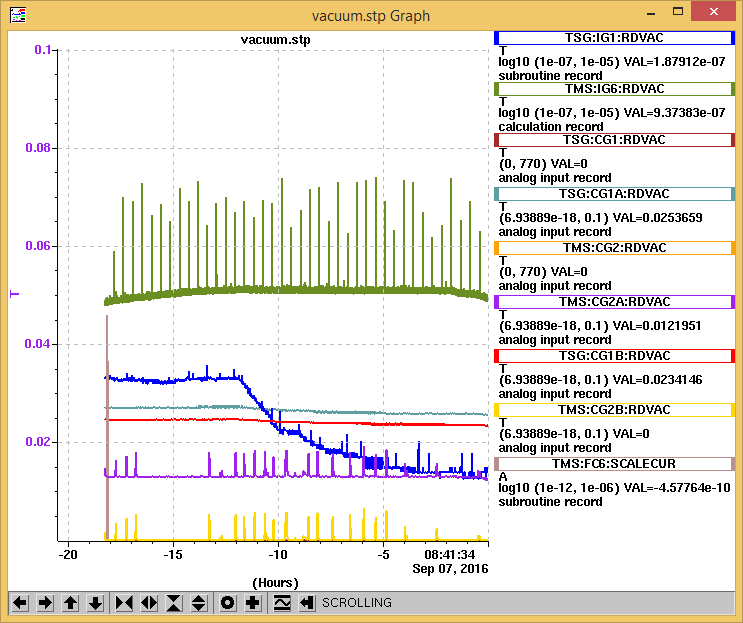 vacuum.stp Graph
vacuum.stp
0.1
0.08
0.06
T
0.04
0.02
-20
-15
-10
-5
08:41:34
Sep 07, 2016
(Hours)
TSG:IG1:RDVAC
T
log10 (1e-07, 1e-05) VAL=1.87912e-07
subroutine record
TMS:IG6:RDVAC
T
log10 (1e-07, 1e-05) VAL=9.37383e-07
calculation record
TSG:CG1:RDVAC
T
(0, 770) VAL=0
analog input record
TSG:CG1A:RDVAC
T
(6.93889e-18, 0.1) VAL=0.0253659
analog input record
TMS:CG2:RDVAC
T
(0, 770) VAL=0
analog input record
TMS:CG2A:RDVAC
T
(6.93889e-18, 0.1) VAL=0.0121951
analog input record
TSG:CG1B:RDVAC
T
(6.93889e-18, 0.1) VAL=0.0234146
analog input record
TMS:CG2B:RDVAC
T
(6.93889e-18, 0.1) VAL=0
analog input record
TMS:FC6:SCALECUR
A
log10 (1e-12, 1e-06) VAL=-4.57764e-10
subroutine record
SCROLLING